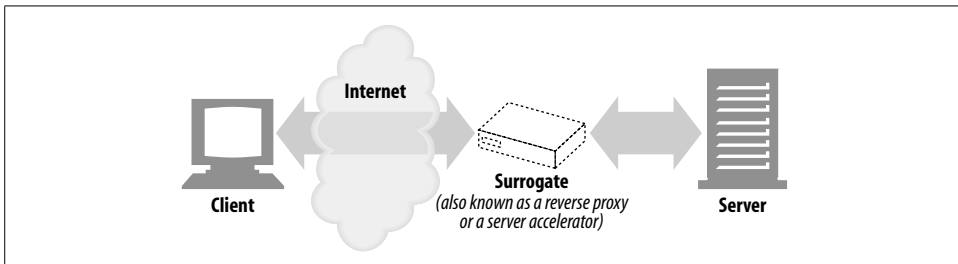 Internet
Client
Surrogate
(also known as a reverse proxy
or a server accelerator)
Server